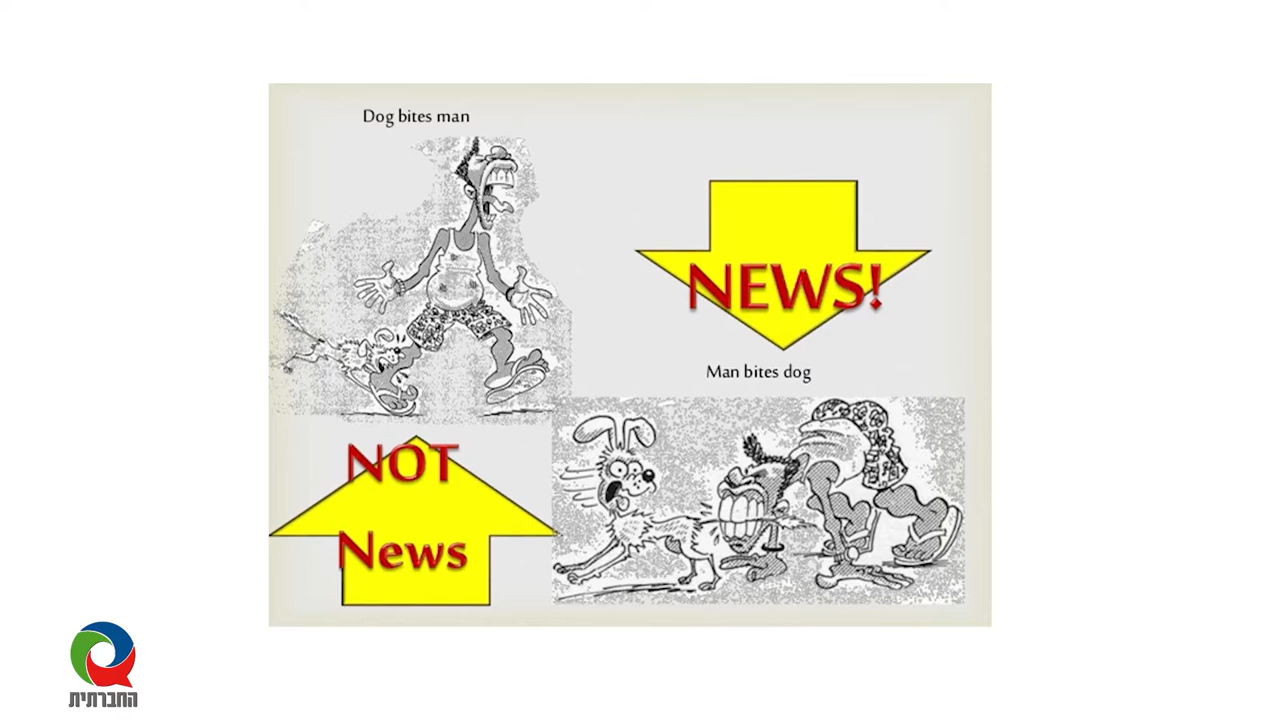 Dog bites man
NEWS!
Man bites dog
NOT
News
החברתית